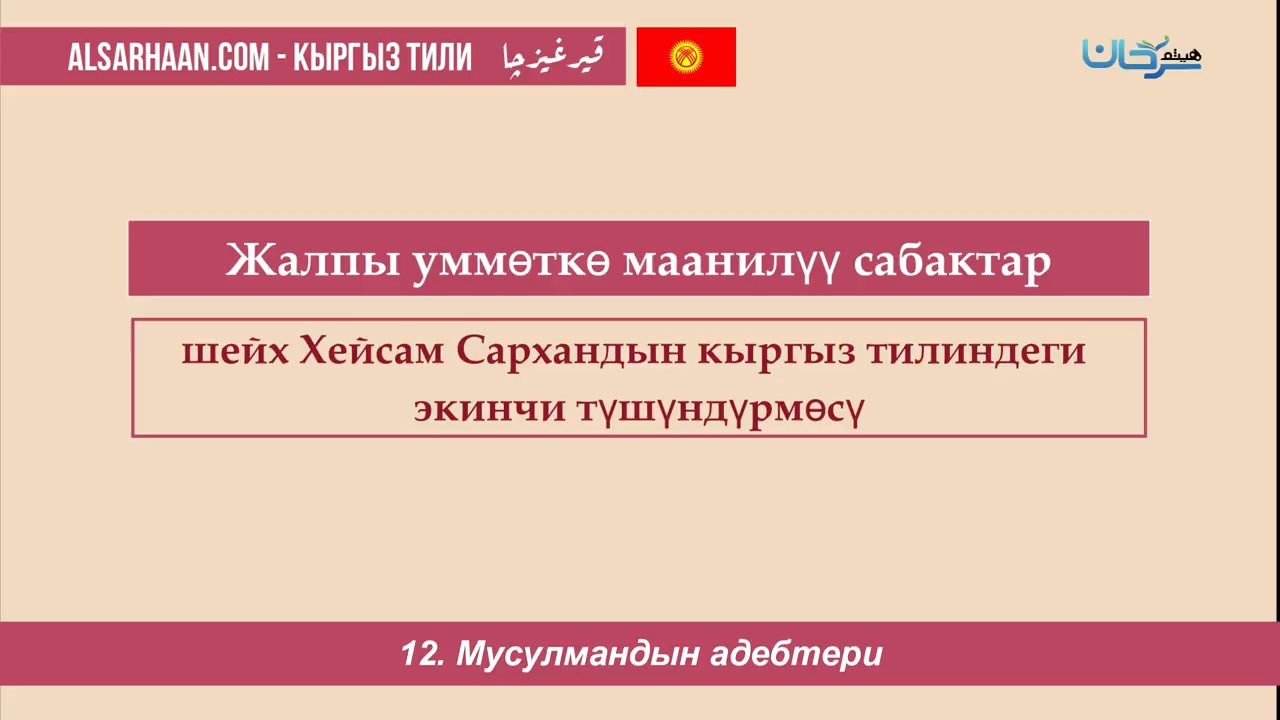 ALSARHAAN.COM - КЫРГЫЗ ТИЛИ قيرغيزچا
هيثم سرحان
Жалпы уммөткө маанилүү сабактар
шейх Хейсам Сархандын кыргыз тилиндеги
экинчи түшүндүрмөсү
12. Мусулмандын адебтери